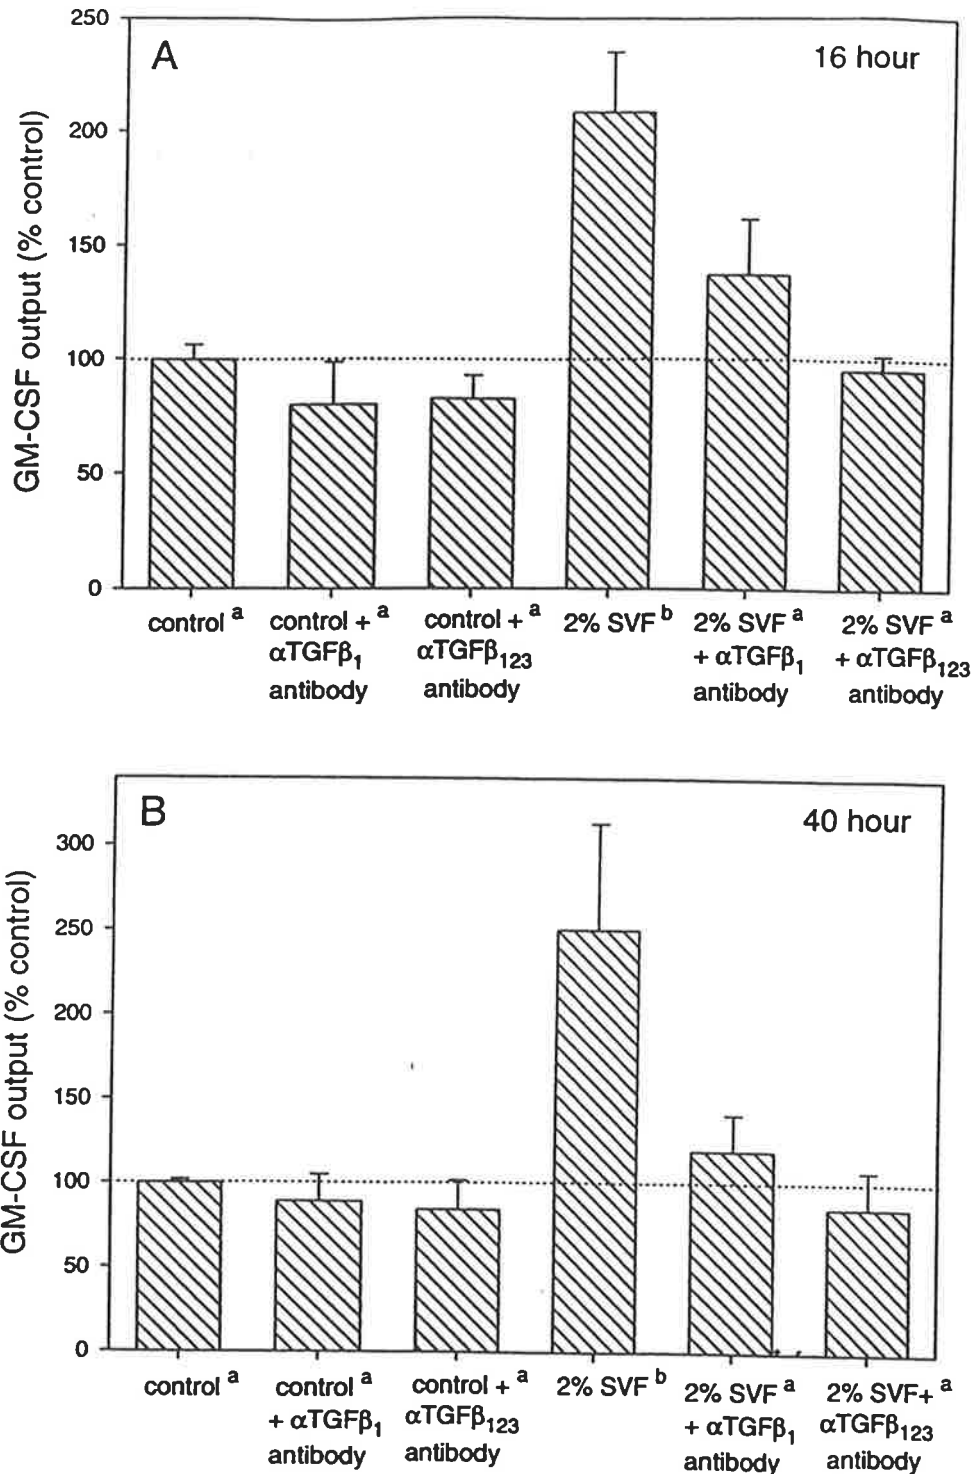 A
16 hour
GM-CSF output (% control)
250
200
150
100
50
0
control a
control + a
αTGFβ1
antibody
control + a
αTGFβ123
antibody
2% SVF b
2% SVF a
+ αTGFβ1
antibody
2% SVF a
+ αTGFβ123
antibody
B
40 hour
GM-CSF output (% control)
300
250
200
150
100
50
0
control a
control a
+ αTGFβ1
antibody
control + a
αTGFβ123
antibody
2% SVF b
2% SVF a
+ αTGFβ1
antibody
2% SVF+ a
αTGFβ123
antibody